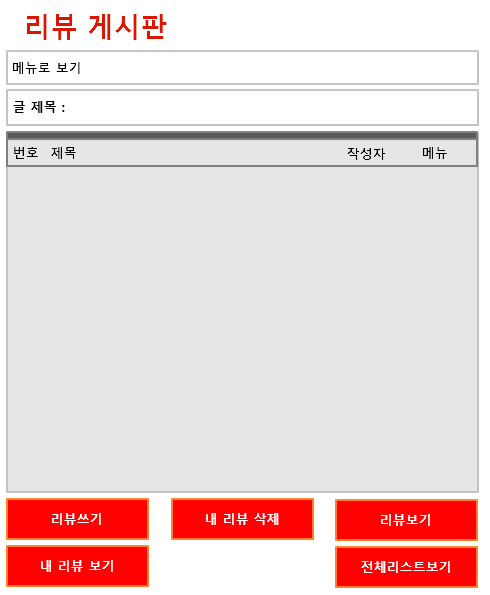 리뷰 게시판
메뉴로 보기
글 제목 :
번호 제목 작성자 메뉴
리뷰쓰기 내 리뷰 삭제 리뷰보기
내 리뷰 보기 전체리스트보기